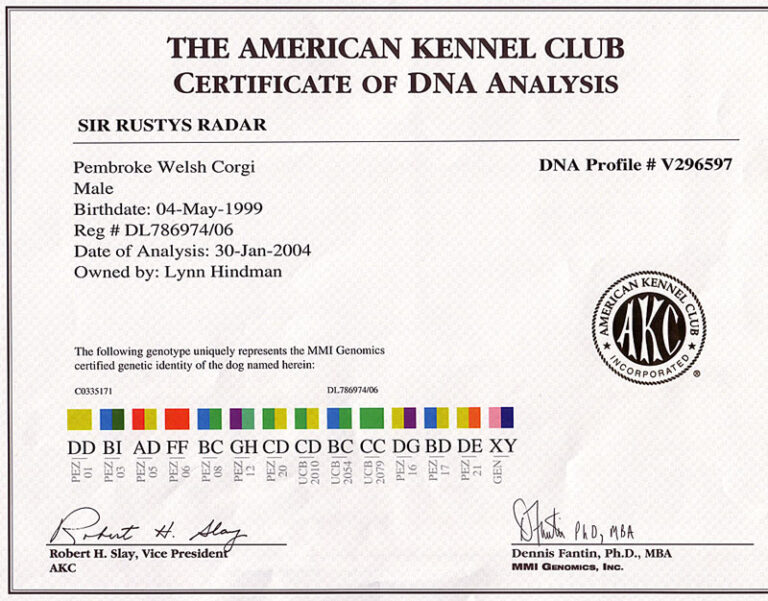 THE AMERICAN KENNEL CLUB
CERTIFICATE OF DNA ANALYSIS
SIR RUSTYS RADAR
Pembroke Welsh Corgi
DNA Profile # V296597
Male
Birthdate: 04-May-1999
Reg # DL786974/06
Date of Analysis: 30-Jan-2004
Owned by: Lynn Hindman
AMERICAN KENNEL CLUB
AKC
INCORPORATED
®
The following genotype uniquely represents the MMI Genomics
certified genetic identity of the dog named herein:
C0335171 DL786974/06
DD BI AD FF BC GH CD CD BC CC DG BD DE XY
PEZ 01 PEZ 03 PEZ 05 PEZ 06 PEZ 08 PEZ 12 PEZ 20 UCB 2010 UCB 2054 UCB 2079 PEZ 16 PEZ 17 PEZ 21 GEN
Robert H. Slay
D Fantin PhD, MBA
Robert H. Slay, Vice President
AKC
Dennis Fantin, Ph.D., MBA
MMI GENOMICS, INC.